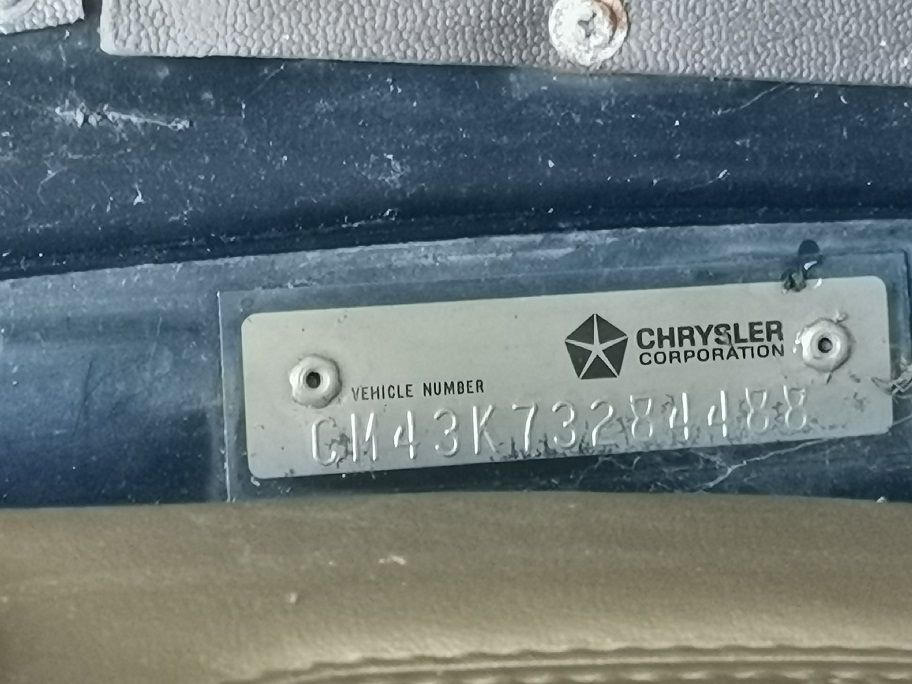 VEHICLE NUMBER
CHRYSLER
CORPORATION
CM43K73284488